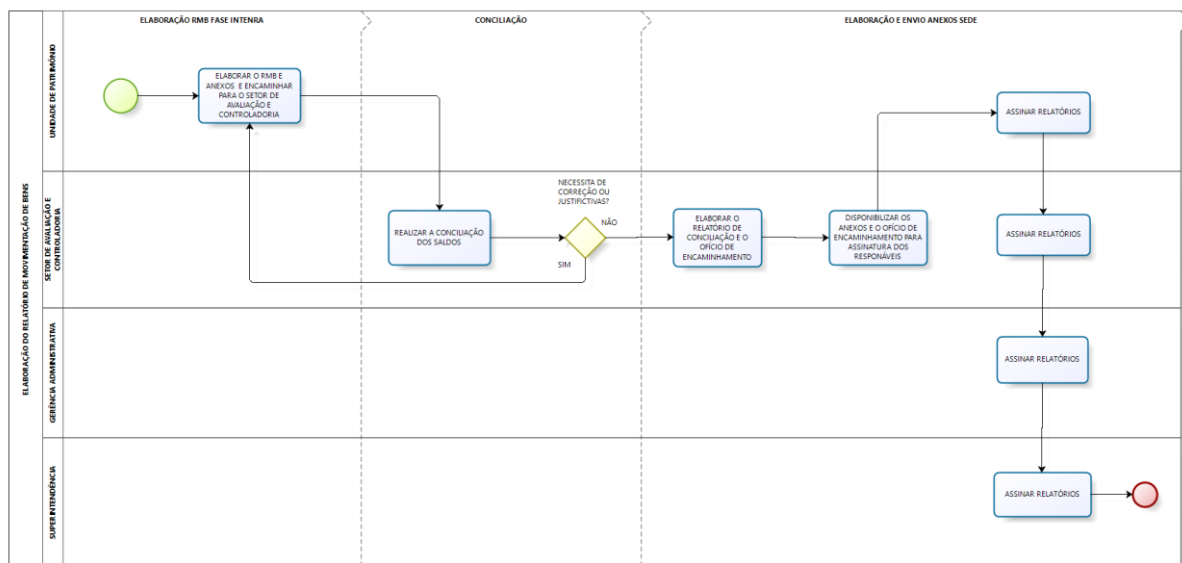 ELABORAÇÃO RMB FASE INTENRA
CONCILIAÇÃO
ELABORAÇÃO E ENVIO ANEXOS SEDE
ELABORAÇÃO DO RELATÓRIO DE MOVIMENTAÇÃO DE BENS
UNIDADE DE PATRIMÔNIO
ELABORAR O RMB E
ANEXOS E ENCAMINHAR
PARA O SETOR DE
AVALIAÇÃO E
CONTROLADORIA
ASSINAR RELATÓRIOS
SETOR DE AVALIAÇÃO E
CONTROLADORIA
REALIZAR A CONCILIAÇÃO
DOS SALDOS
NECESSITA DE
CORREÇÃO OU
JUSTIFICTIVAS?
NÃO
SIM
ELABORAR O
RELATÓRIO DE
CONCILIAÇÃO E O
OFÍCIO DE
ENCAMINHAMENTO
DISPONIBILIZAR OS
ANEXOS E O OFÍCIO DE
ENCAMINHAMENTO PARA
ASSINATURA DOS
RESPONÁVEIS
ASSINAR RELATÓRIOS
GERÊNCIA ADMINISTRATIVA
ASSINAR RELATÓRIOS
SUPERINTENDÊNCIA
ASSINAR RELATÓRIOS